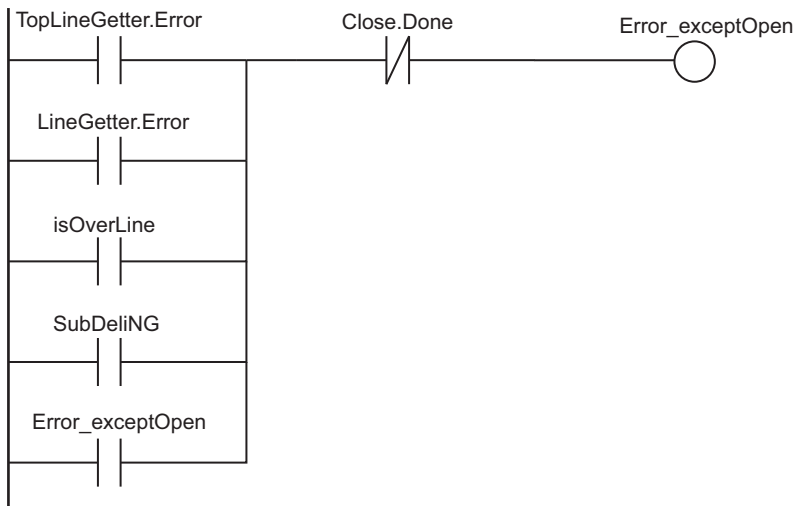 TopLineGetter.Error
Close.Done
Error_exceptOpen
LineGetter.Error
isOverLine
SubDeliNG
Error_exceptOpen